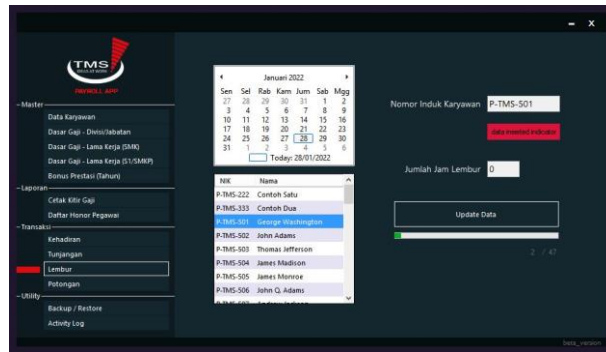 – X
TMS
PAYROLL APP
Master
Data Karyawan
Dasar Gaji - Divisi/Jabatan
Dasar Gaji - Lama Kerja (SMK)
Dasar Gaji - Lama Kerja (S1/SMKP)
Bonus Prestasi (Tahun)
Laporan
Cetak Kitir Gaji
Daftar Honor Pegawai
Transaksi
Kehadiran
Tunjangan
Lembur
Potongan
Utility
Backup / Restore
Activity Log
Januari 2022
Sen Sel Rab Kam Jum Sab Mgg
27 28 29 30 31 1 2
3 4 5 6 7 8 9
10 11 12 13 14 15 16
17 18 19 20 21 22 23
24 25 26 27 28 29 30
31 1 2 3 4 5 6
Today: 28/01/2022
NIK Nama
P-TMS-222 Contoh Satu
P-TMS-333 Contoh Dua
P-TMS-501 George Washington
P-TMS-502 John Adams
P-TMS-503 Thomas Jefferson
P-TMS-504 James Madison
P-TMS-505 James Monroe
P-TMS-506 John Q. Adams
Nomor Induk Karyawan P-TMS-501
data inserted indicator
Jumlah Jam Lembur 0
Update Data
2 / 47
beta_version